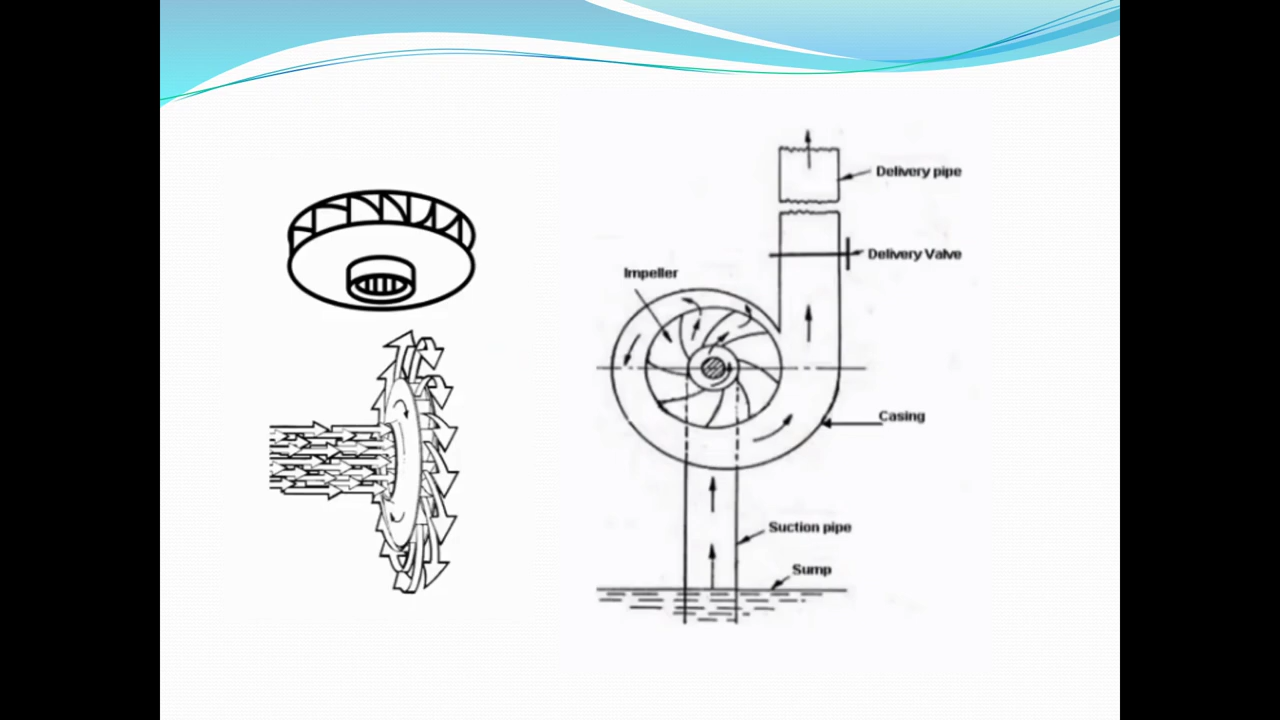 Delivery pipe
Delivery Valve
Impeller
Casing
Suction pipe
Sump